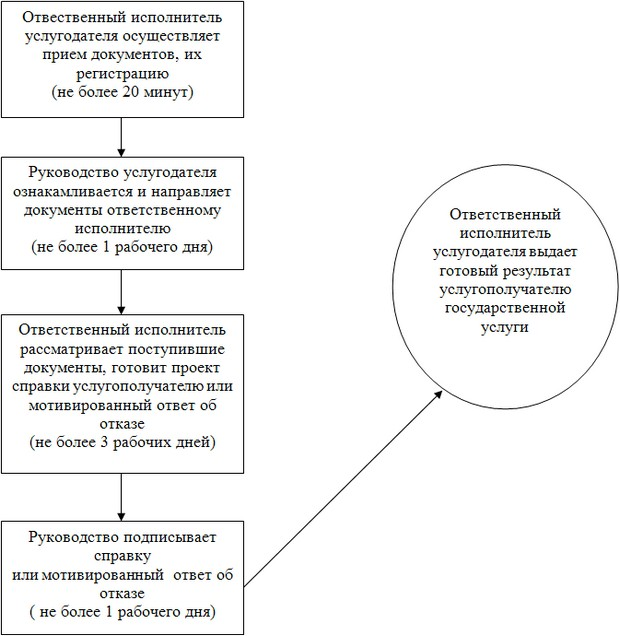 Отвественный исполнитель
услугодателя осуществляет
прием документов, их
регистрацию
(не более 20 минут)
Руководство услугодателя
ознакамливается и направляет
документы ответственному
исполнителю
(не более 1 рабочего дня)
Ответственный исполнитель
рассматривает поступившие
документы, готовит проект
справки услугополучателю или
мотивированный ответ об
отказе
(не более 3 рабочих дней)
Руководство подписывает
справку
или мотивированный ответ об
отказе
( не более 1 рабочего дня)
Ответственный
исполнитель
услугодателя выдает
готовый результат
услугополучателю
государственной
услуги